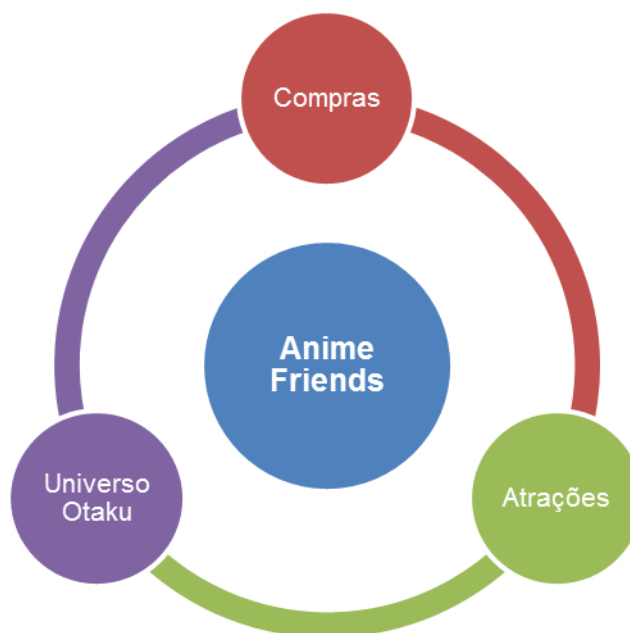 Compras
Anime
Friends
Universo
Otaku
Atrações